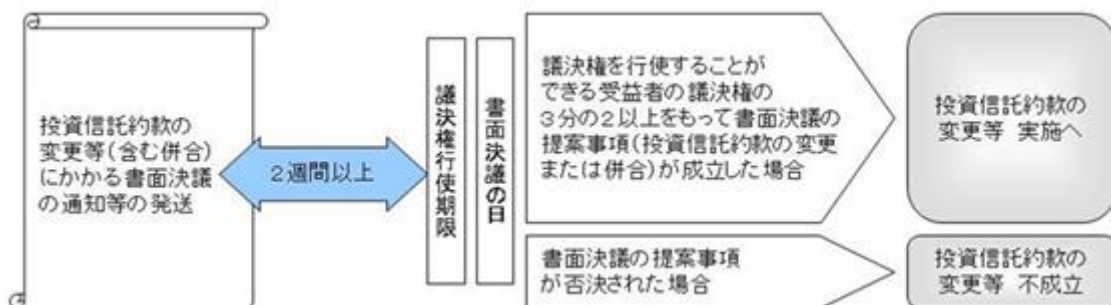 投資信託約款の
変更等(含む併合)
にかかる書面決議
の通知等の発送
2週間以上
議決権行使期限
書面決議の日
議決権を行使することが
できる受益者の議決権の
3分の2以上をもって書面決議の
提案事項(投資信託約款の変更
または併合)が成立した場合
投資信託約款の
変更等 実施へ
書面決議の提案事項
が否決された場合
投資信託約款の
変更等 不成立